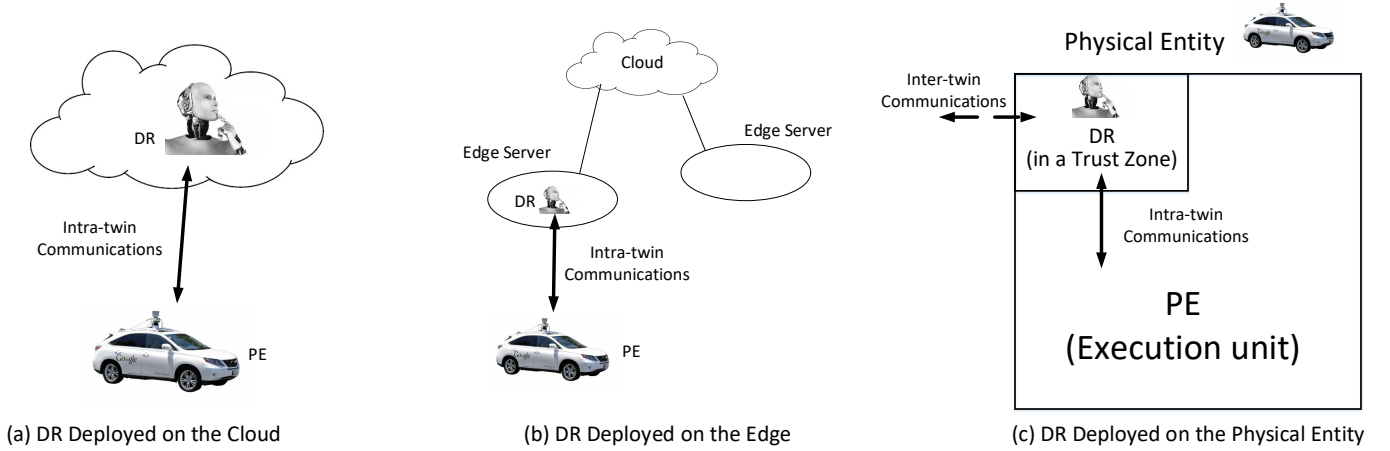 DR
Intra-twin
Communications
Google
PE
(a) DR Deployed on the Cloud
Cloud
Edge Server
Edge Server
DR
Intra-twin
Communications
Google
PE
(b) DR Deployed on the Edge
Physical Entity
Inter-twin
Communications
DR
(in a Trust Zone)
Intra-twin
Communications
PE
(Execution unit)
(c) DR Deployed on the Physical Entity